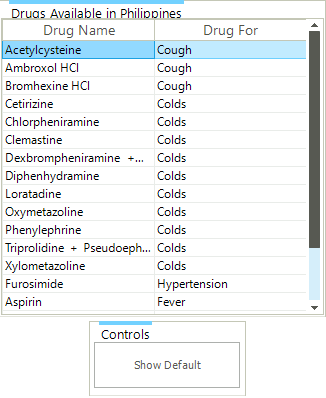 Drugs Available in Philippines
Drug Name Drug For
Acetylcysteine Cough
Ambroxol HCl Cough
Bromhexine HCl Cough
Cetirizine Colds
Chlorpheniramine Colds
Clemastine Colds
Dexbrompheniramine +... Colds
Diphenhydramine Colds
Loratadine Colds
Oxymetazoline Colds
Phenylephrine Colds
Triprolidine + Pseudoeph... Colds
Xylometazoline Colds
Furosimide Hypertension
Aspirin Fever
Controls
Show Default